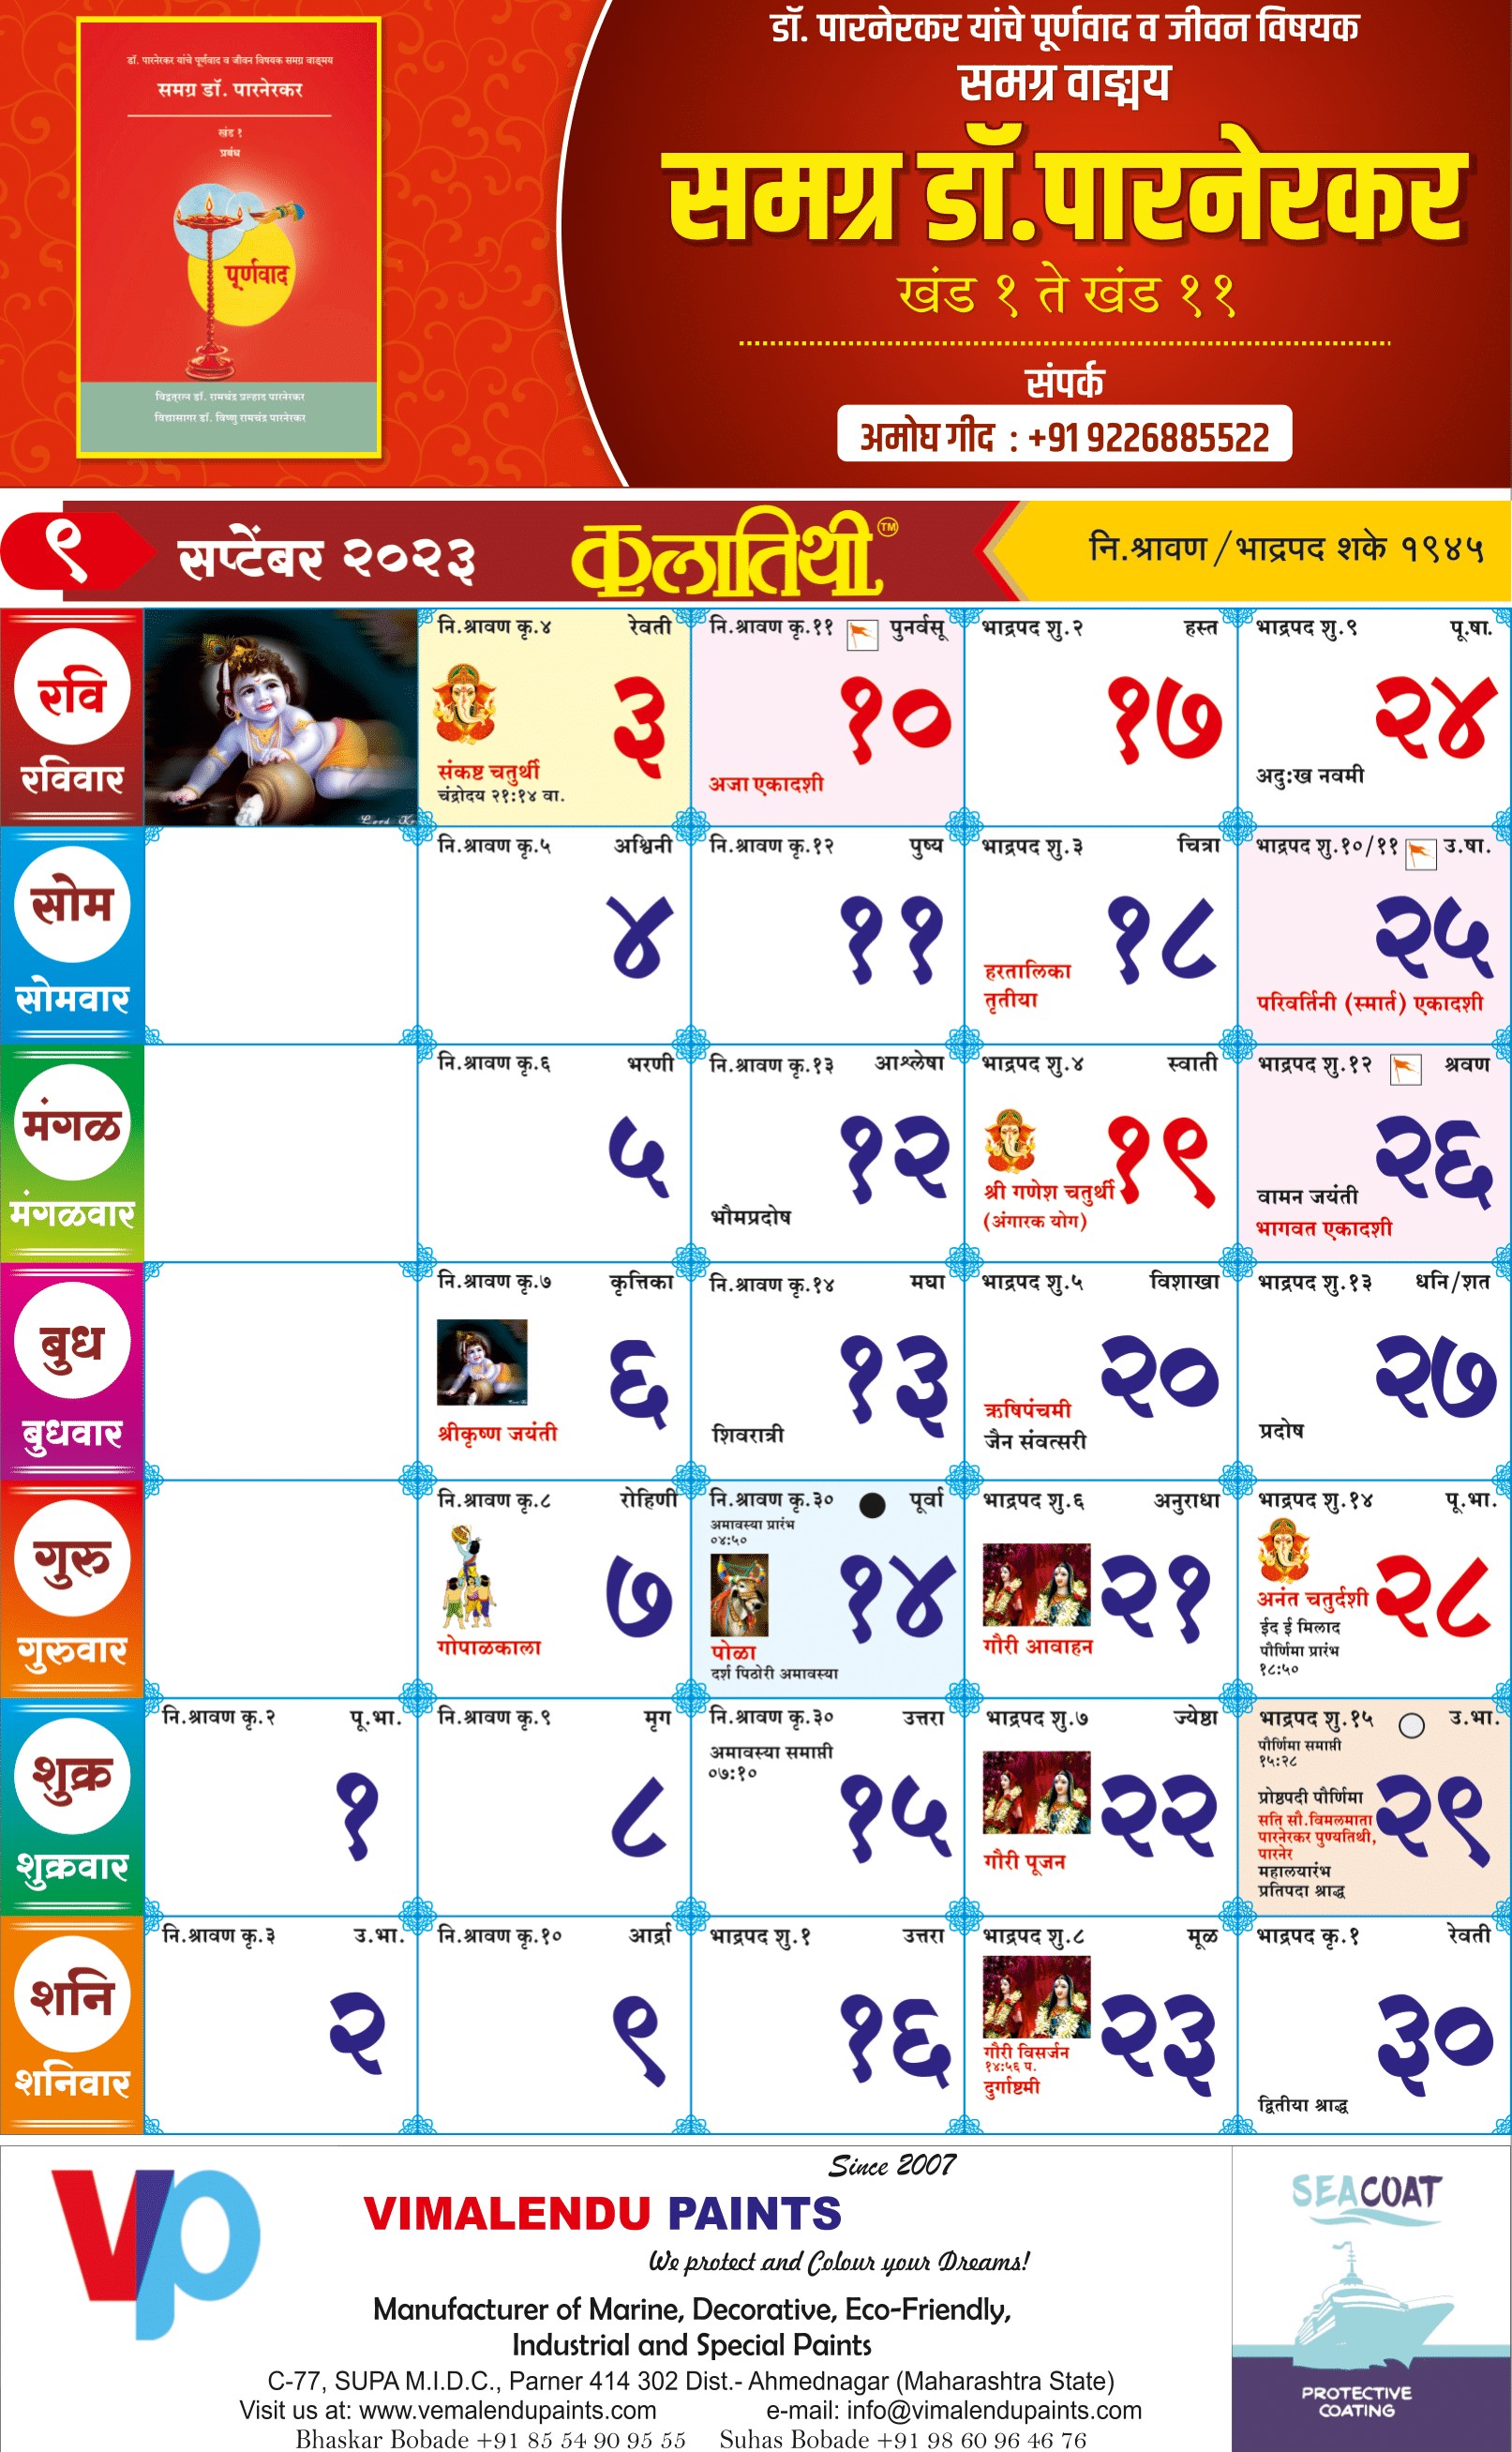 डॉ. पारनेरकर यांचे पूर्णवाद व जीवन विषयक समग्र वाङ्मय
समग्र डॉ. पारनेरकर
खंड १
प्रबंध
पूर्णवाद
विद्वत्‌रत्न डॉ. रामचंद्र प्रल्हाद पारनेरकर
विद्यासागर डॉ. विष्णु रामचंद्र पारनेरकर
डॉ. पारनेरकर यांचे पूर्णवाद व जीवन विषयक
समग्र वाङ्मय
समग्र डॉ.पारनेरकर
खंड १ ते खंड ११
संपर्क
अमोघ गीद : +91 9226885522
९ सप्टेंबर २०२३ कलातिथी TM नि.श्रावण / भाद्रपद शके १९४५
रवि
रविवार
नि.श्रावण कृ.४ रेवती
३
संकष्ट चतुर्थी
चंद्रोदय २१:१४ वा.
नि.श्रावण कृ.११ पुनर्वसू
१०
अजा एकादशी
भाद्रपद शु.२ हस्त
१७
भाद्रपद शु.९ पू.षा.
२४
अदु:ख नवमी
सोम
सोमवार
नि.श्रावण कृ.५ अश्विनी
४
नि.श्रावण कृ.१२ पुष्य
११
भाद्रपद शु.३ चित्रा
१८
हरतालिका
तृतीया
भाद्रपद शु.१०/११ उ.षा.
२५
परिवर्तिनी (स्मार्त) एकादशी
मंगळ
मंगळवार
नि.श्रावण कृ.६ भरणी
५
नि.श्रावण कृ.१३ आश्लेषा
१२
भौमप्रदोष
भाद्रपद शु.४ स्वाती
१९
श्री गणेश चतुर्थी
(अंगारक योग)
भाद्रपद शु.१२ श्रवण
२६
वामन जयंती
भागवत एकादशी
बुध
बुधवार
नि.श्रावण कृ.७ कृत्तिका
६
श्रीकृष्ण जयंती
नि.श्रावण कृ.१४ मघा
१३
शिवरात्री
भाद्रपद शु.५ विशाखा
२०
ऋषिपंचमी
जैन संवत्सरी
भाद्रपद शु.१३ धनि/शत
२७
प्रदोष
गुरु
गुरुवार
नि.श्रावण कृ.८ रोहिणी
७
गोपाळकाला
नि.श्रावण कृ.३० पूर्वा
अमावस्या प्रारंभ
०४:५०
१४
पोळा
दर्श पिठोरी अमावस्या
भाद्रपद शु.६ अनुराधा
२१
गौरी आवाहन
भाद्रपद शु.१४ पू.भा.
२८
अनंत चतुर्दशी
ईद ई मिलाद
पौर्णिमा प्रारंभ
१८:५०
शुक्र
शुक्रवार
नि.श्रावण कृ.२ पू.भा.
१
नि.श्रावण कृ.९ मृग
८
नि.श्रावण कृ.३० उत्तरा
अमावस्या समाप्ती
०७:१०
१५
भाद्रपद शु.७ ज्येष्ठा
२२
गौरी पूजन
भाद्रपद शु.१५ उ.भा.
पौर्णिमा समाप्ती
१५:२८
२९
प्रोष्ठपदी पौर्णिमा
सति सौ.विमलमाता
पारनेरकर पुण्यतिथी,
पारनेर
महालयारंभ
प्रतिपदा श्राद्ध
शनि
शनिवार
नि.श्रावण कृ.३ उ.भा.
२
नि.श्रावण कृ.१० आर्द्रा
९
भाद्रपद शु.१ उत्तरा
१६
भाद्रपद शु.८ मूळ
२३
गौरी विसर्जन
१४:५६ प.
दुर्गाष्टमी
भाद्रपद कृ.१ रेवती
३०
द्वितीया श्राद्ध
VP
Since 2007
VIMALENDU PAINTS
We protect and Colour your Dreams!
Manufacturer of Marine, Decorative, Eco-Friendly,
Industrial and Special Paints
C-77, SUPA M.I.D.C., Parner 414 302 Dist.- Ahmednagar (Maharashtra State)
Visit us at: www.vemalendupaints.com e-mail: info@vimalendupaints.com
Bhaskar Bobade +91 85 54 90 95 55 Suhas Bobade +91 98 60 96 46 76
SEACOAT
PROTECTIVE
COATING